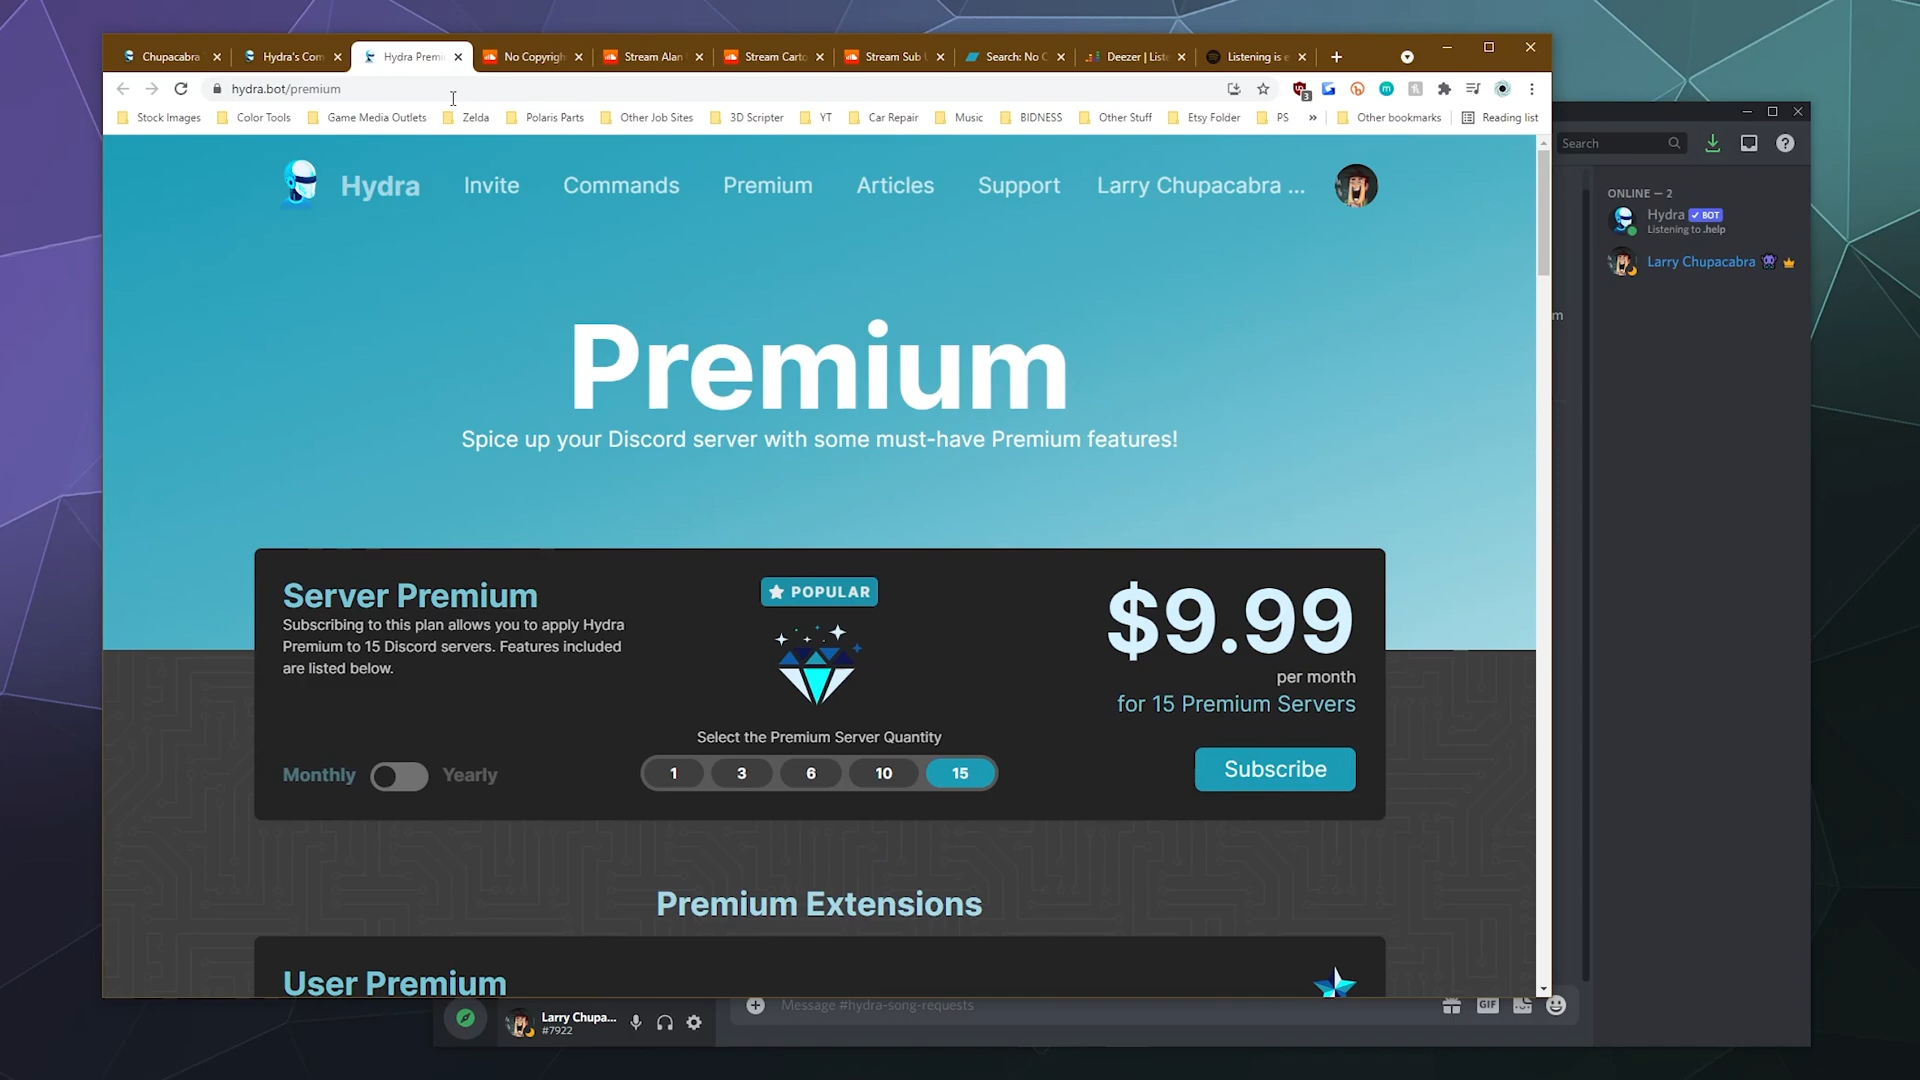 Chupacabra
Hydra's Com
Hydra Premi
No Copyrigh
Stream Alan
Stream Carto
Stream Sub
Search: No C
Deezer | Liste
Listening is e
hydra.bot/premium
3
Stock Images
Color Tools
Game Media Outlets
Zelda
Polaris Parts
Other Job Sites
3D Scripter
YT
Car Repair
Music
BIDNESS
Other Stuff
Etsy Folder
PS
»
Other bookmarks
Reading list
Hydra
Invite
Commands
Premium
Articles
Support
Larry Chupacabra ...
Premium
Spice up your Discord server with some must-have Premium features!
Server Premium
Subscribing to this plan allows you to apply Hydra
Premium to 15 Discord servers. Features included
are listed below.
Monthly
Yearly
POPULAR
Select the Premium Server Quantity
1
3
6
10
15
$9.99
per month
for 15 Premium Servers
Subscribe
Premium Extensions
User Premium
Search
ONLINE — 2
Hydra ✓ BOT
Listening to .help
Larry Chupacabra
m
Larry Chupa...
#7922
Message #hydra-song-requests
GIF